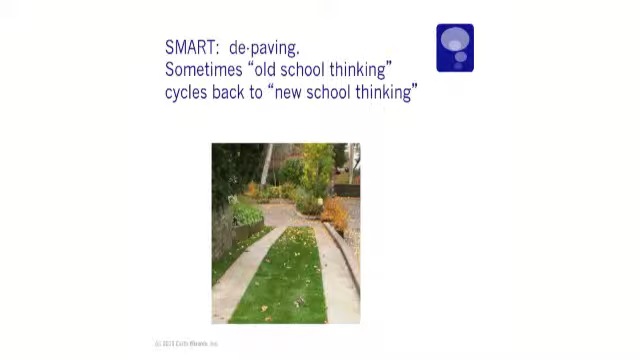 SMART: de-paving.
Sometimes “old school thinking”
cycles back to “new school thinking”